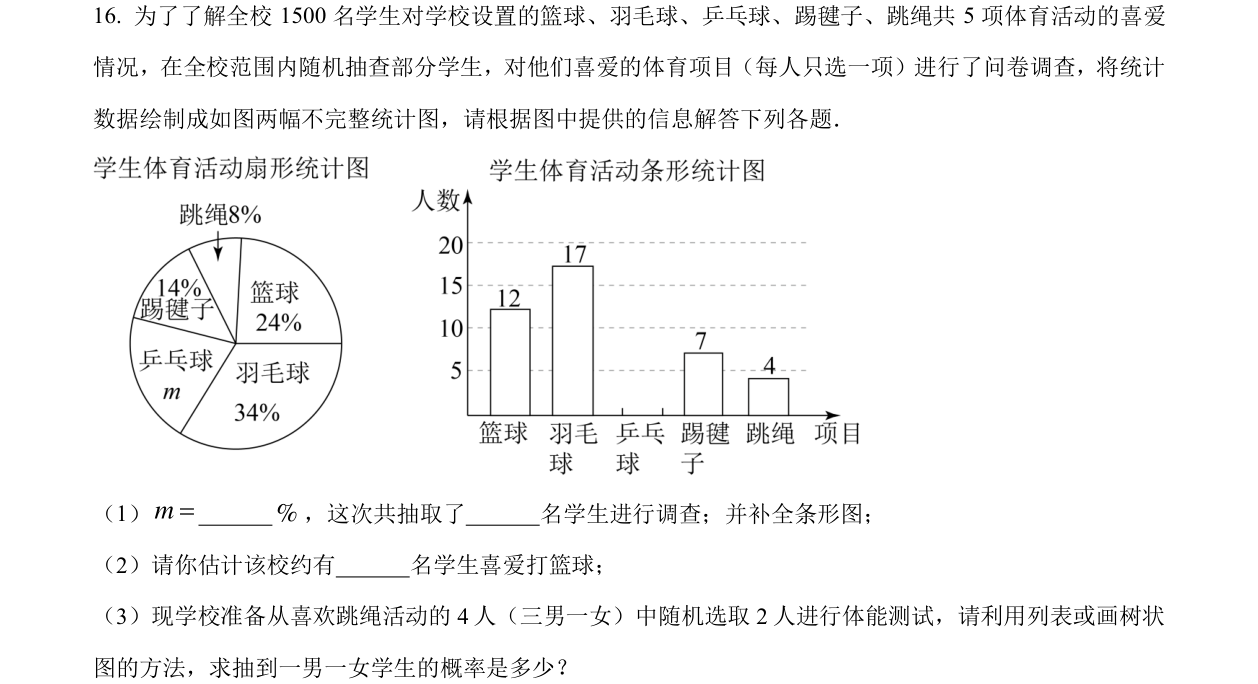 16. 为了了解全校 1500 名学生对学校设置的篮球、羽毛球、乒乓球、踢毽子、跳绳共 5 项体育活动的喜爱
情况，在全校范围内随机抽查部分学生，对他们喜爱的体育项目（每人只选一项）进行了问卷调查，将统计
数据绘制成如图两幅不完整统计图，请根据图中提供的信息解答下列各题．
学生体育活动扇形统计图
跳绳8%
14%
踢毽子
篮球
24%
乒乓球
m
羽毛球
34%
学生体育活动条形统计图
人数
20
15
10
5
12
17
7
4
篮球 羽毛球 乒乓球 踢毽子 跳绳 项目
（1）m＝______%，这次共抽取了______名学生进行调查；并补全条形图；
（2）请你估计该校约有______名学生喜爱打篮球；
（3）现学校准备从喜欢跳绳活动的 4 人（三男一女）中随机选取 2 人进行体能测试，请利用列表或画树状
图的方法，求抽到一男一女学生的概率是多少？